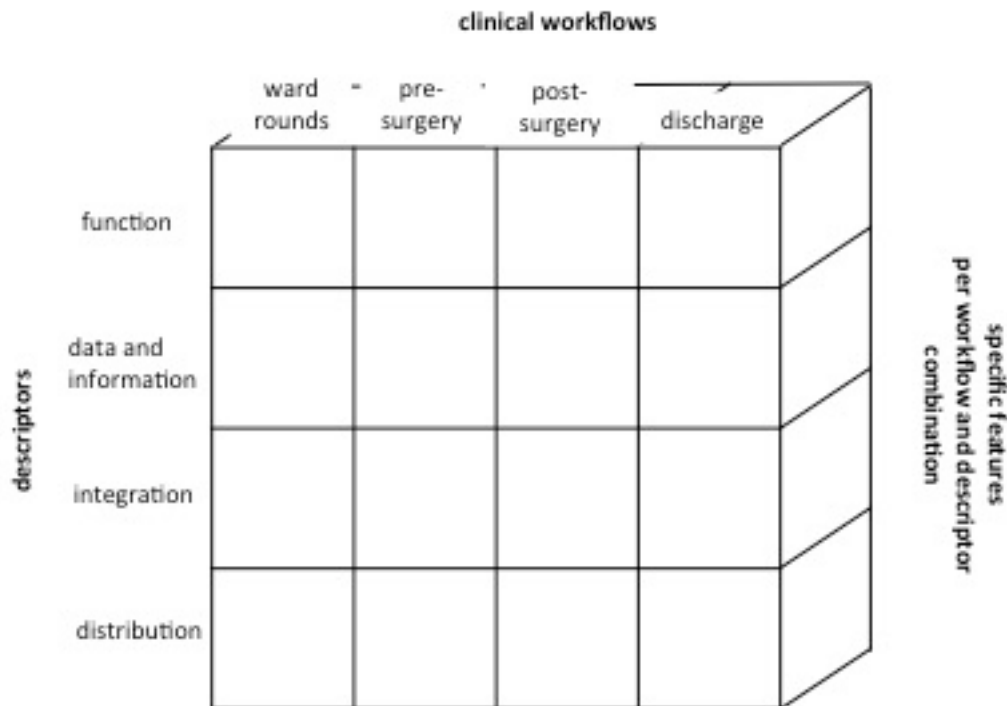 clinical workflows
ward
rounds
pre-
surgery
post-
surgery
discharge
function
data and
information
integration
distribution
descriptors
specific features
per workflow and descriptor
combination